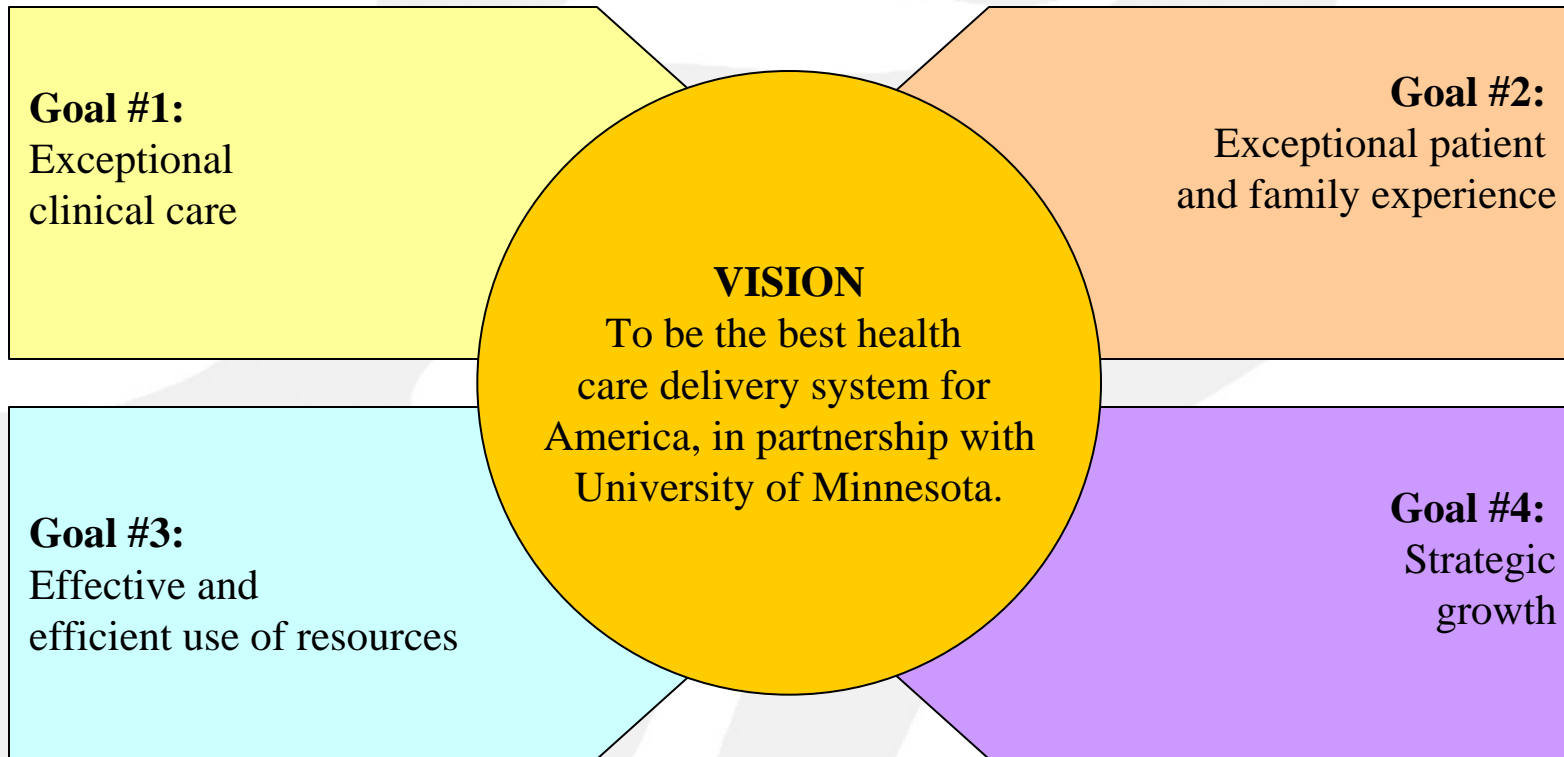 Goal #1:
Exceptional
clinical care
Goal #2:
Exceptional patient
and family experience
VISION
To be the best health
care delivery system for
America, in partnership with
University of Minnesota.
Goal #3:
Effective and
efficient use of resources
Goal #4:
Strategic
growth